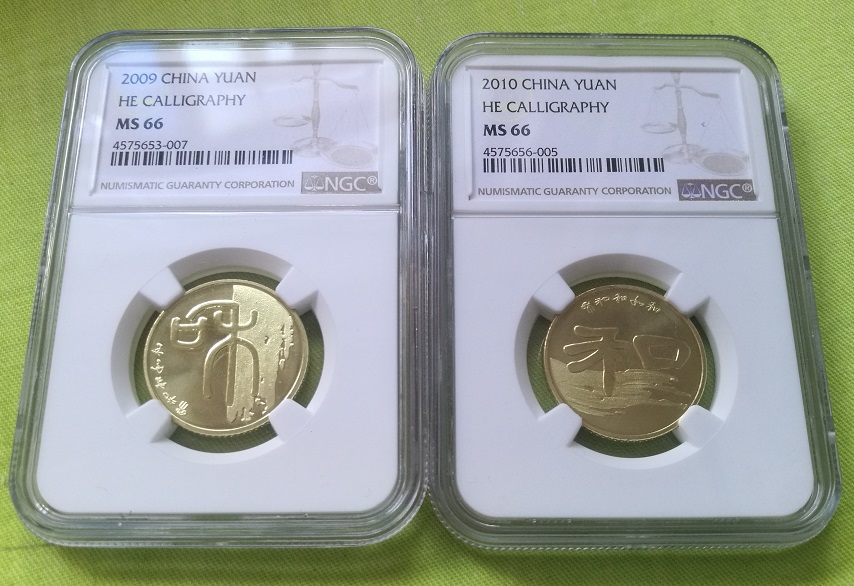 2009 CHINA YUAN
HE CALLIGRAPHY
MS 66
4575653-007
NUMISMATIC GUARANTY CORPORATION NGC®
2010 CHINA YUAN
HE CALLIGRAPHY
MS 66
4575656-005
NUMISMATIC GUARANTY CORPORATION NGC®
和